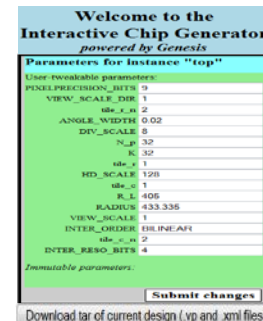 Welcome to the
Interactive Chip Generator
powered by Genesis
Parameters for instance "top"
User-tweakable parameters:
PIXELPRECISION_BITS 9
VIEW_SCALE_DIR 1
tile_r_n 2
ANGLE_WIDTH 0.02
DIV_SCALE 8
N_p 32
K 32
tile_r 1
HD_SCALE 128
tile_c 1
R_L 405
RADIUS 433.335
VIEW_SCALE 1
INTER_ORDER BILINEAR
tile_c_n 2
INTER_RESO_BITS 4
Immutable parameters:
Submit changes
Download tar of current design (.vp and .xml files